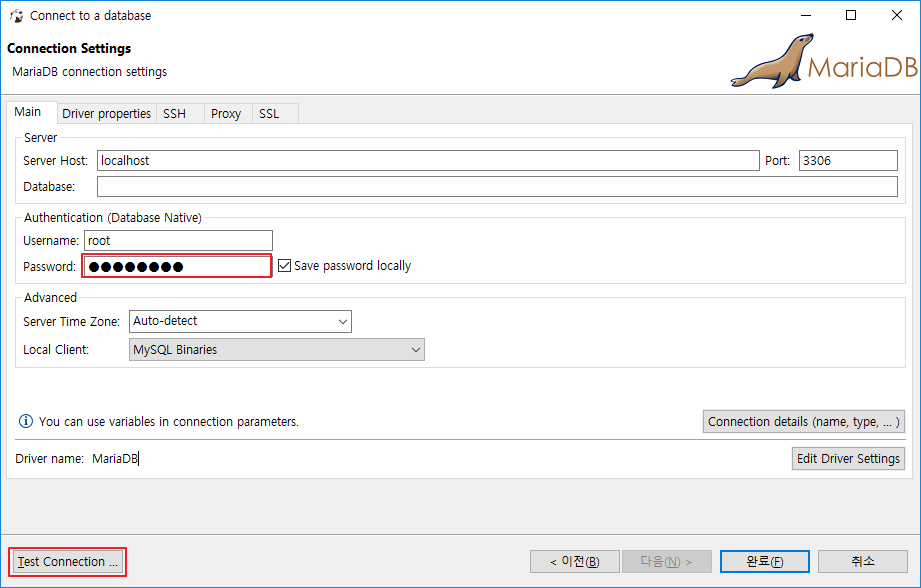 Connect to a database
Connection Settings
MariaDB connection settings
MariaDB
Main Driver properties SSH Proxy SSL
Server
Server Host: localhost Port: 3306
Database:
Authentication (Database Native)
Username: root
Password: ●●●●●●●● Save password locally
Advanced
Server Time Zone: Auto-detect
Local Client: MySQL Binaries
You can use variables in connection parameters. Connection details (name, type, ... )
Driver name: MariaDB Edit Driver Settings
Test Connection ... < 이전(B) 다음(N) > 완료(F) 취소